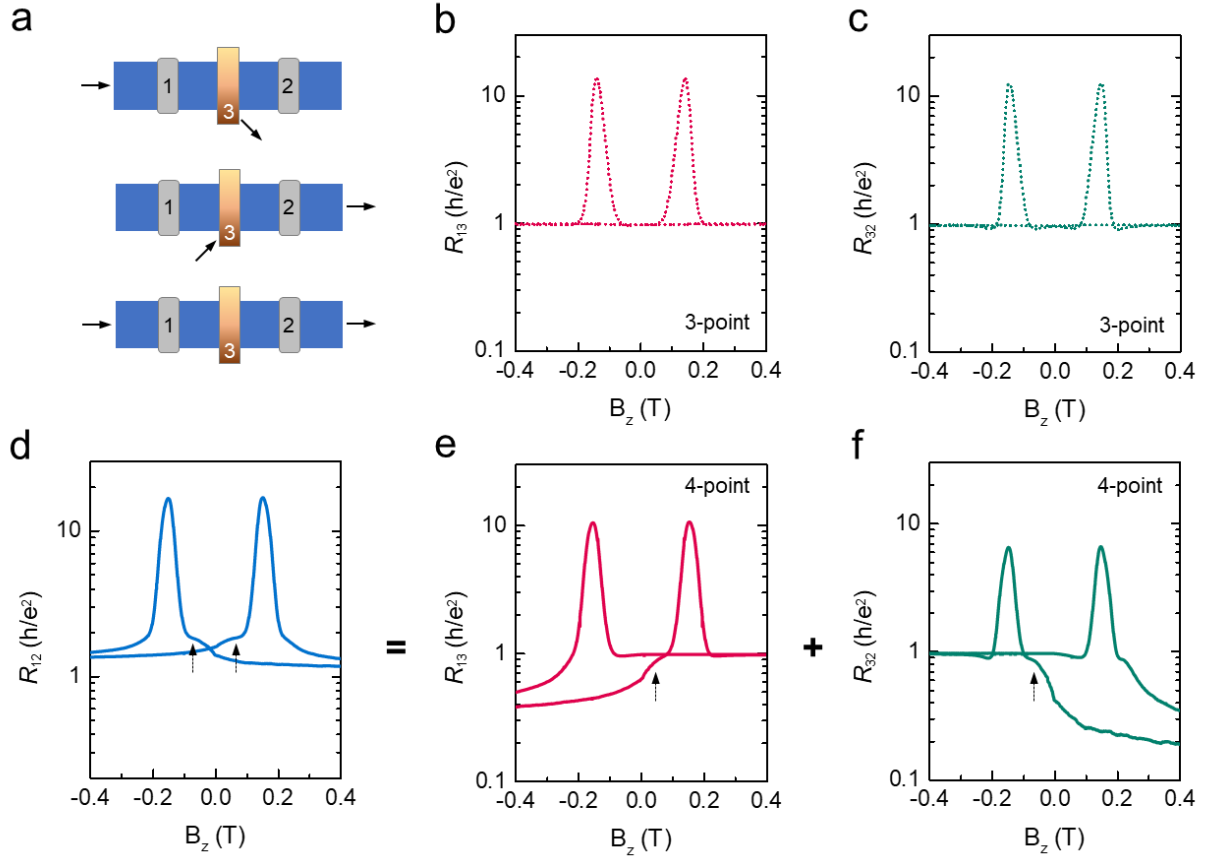 a
1
3
2
1
3
2
1
3
2
b
R₁₃ (h/e²)
10
1
0.1
3-point
-0.4 -0.2 0.0 0.2 0.4
B_z (T)
c
R₃₂ (h/e²)
10
1
0.1
3-point
-0.4 -0.2 0.0 0.2 0.4
B_z (T)
d
R₁₂ (h/e²)
10
1
-0.4 -0.2 0.0 0.2 0.4
B_z (T)
=
e
R₁₃ (h/e²)
10
1
0.1
4-point
-0.4 -0.2 0.0 0.2 0.4
B_z (T)
+
f
R₃₂ (h/e²)
10
1
0.1
4-point
-0.4 -0.2 0.0 0.2 0.4
B_z (T)